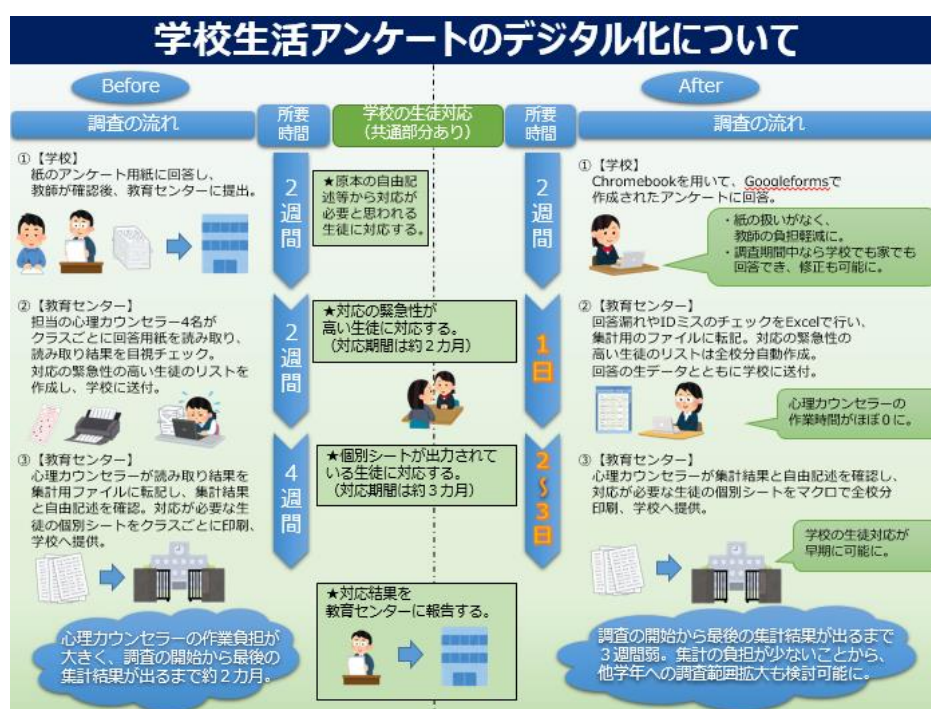 学校生活アンケートのデジタル化について
Before
After
調査の流れ
所要
時間
学校の生徒対応
（共通部分あり）
所要
時間
調査の流れ
①【学校】
紙のアンケート用紙に回答し、
教師が確認後、教育センターに提出。
2週間
★原本の自由記
述等から対応が
必要と思われる
生徒に対応する。
2週間
①【学校】
Chromebookを用いて、Googleformsで
作成されたアンケートに回答。
・紙の扱いがなく、
教師の負担軽減に。
・調査期間中なら学校でも家でも
回答でき、修正も可能に。
②【教育センター】
担当の心理カウンセラー4名が
クラスごとに回答用紙を読み取り、
読み取り結果を目視チェック。
対応の緊急性の高い生徒のリストを
作成し、学校に送付。
2週間
★対応の緊急性が
高い生徒に対応する。
（対応期間は約２カ月）
1日
②【教育センター】
回答漏れやIDミスのチェックをExcelで行い、
集計用のファイルに転記。対応の緊急性の
高い生徒のリストは全校分自動作成。
回答の生データとともに学校に送付。
心理カウンセラーの
作業時間がほぼ０に。
③【教育センター】
心理カウンセラーが読み取り結果を
集計用ファイルに転記し、集計結果
と自由記述を確認。対応が必要な生
徒の個別シートをクラスごとに印刷、
学校へ提供。
4週間
★個別シートが出力されて
いる生徒に対応する。
（対応期間は約３カ月）
2～3日
③【教育センター】
心理カウンセラーが集計結果と自由記述を確認し、
対応が必要な生徒の個別シートをマクロで全校分
印刷、学校へ提供。
学校の生徒対応が
早期に可能に。
★対応結果を
教育センターに報告する。
心理カウンセラーの作業負担が
大きく、調査の開始から最後の
集計結果が出るまで約２カ月。
調査の開始から最後の集計結果が出るまで
３週間弱。集計の負担が少ないことから、
他学年への調査範囲拡大も検討可能に。